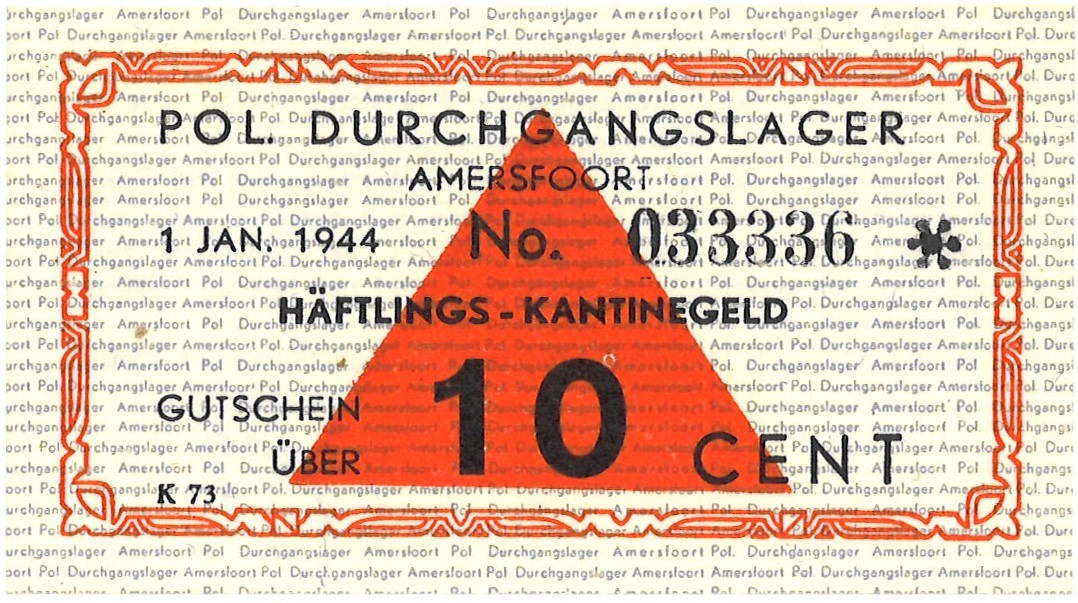 POL. DURCHGANGSLAGER
AMERSFOORT
1 JAN. 1944 No. 033336 *
HÄFTLINGS-KANTINEGELD
10
GUTSCHEIN
ÜBER
CENT
K 73